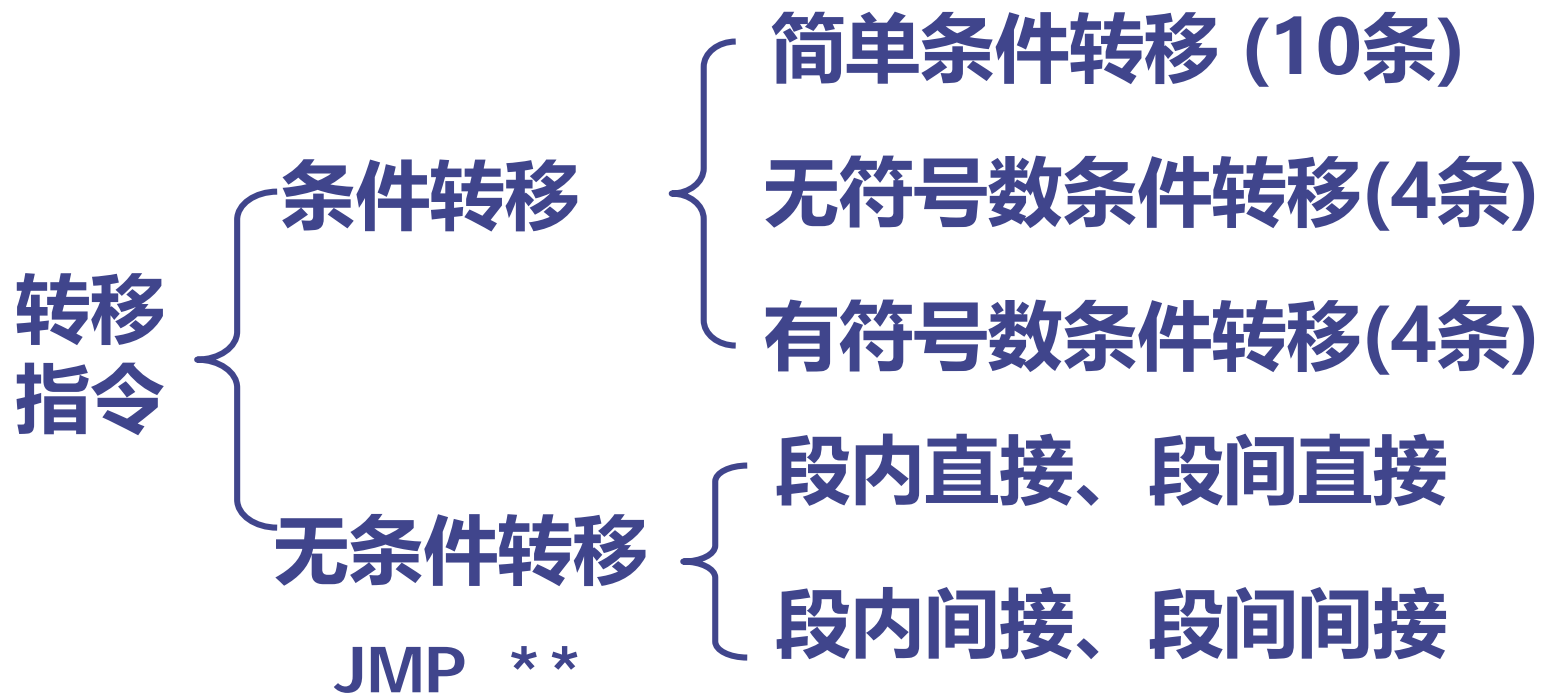 转移
指令
条件转移
简单条件转移 (10条)
无符号数条件转移(4条)
有符号数条件转移(4条)
无条件转移
JMP **
段内直接、段间直接
段内间接、段间间接